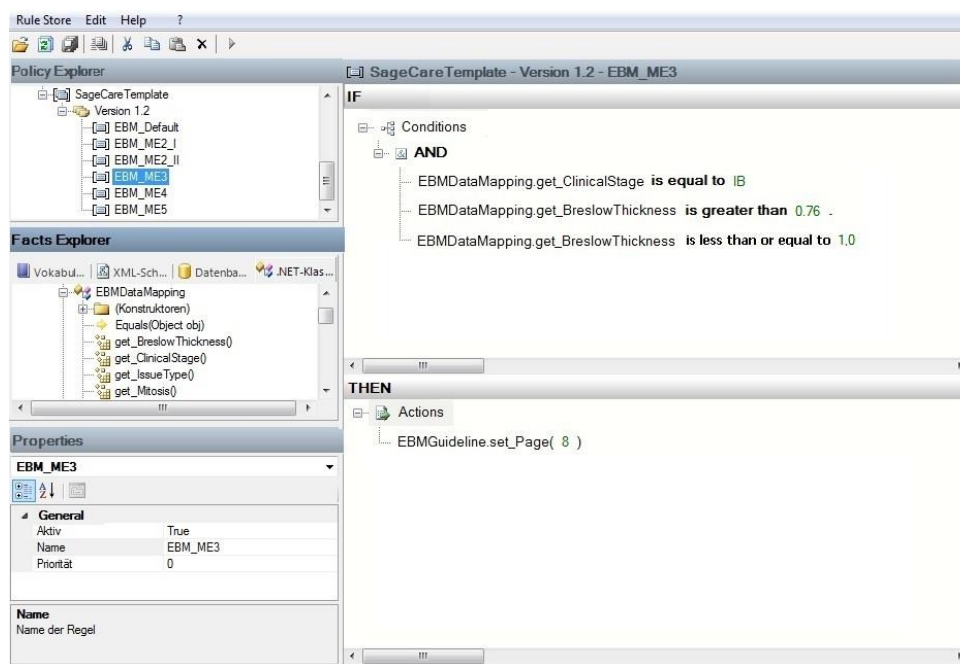 Rule Store Edit Help ?
Policy Explorer
SageCareTemplate
Version 1.2
EBM_Default
EBM_ME2_I
EBM_ME2_II
EBM_ME3
EBM_ME4
EBM_ME5
Facts Explorer
Vokabul... XML-Sch... Datenba... .NET-Klas...
EBMDataMapping
(Konstruktoren)
Equals(Object obj)
get_BreslowThickness()
get_ClinicalStage()
get_IssueType()
get_Mitosis()
Properties
EBM_ME3
General
Aktiv True
Name EBM_ME3
Priorität 0
Name
Name der Regel
SageCareTemplate - Version 1.2 - EBM_ME3
IF
Conditions
AND
EBMDataMapping.get_ClinicalStage is equal to IB
EBMDataMapping.get_BreslowThickness is greater than 0.76 .
EBMDataMapping.get_BreslowThickness is less than or equal to 1,0
THEN
Actions
EBMGuideline.set_Page( 8 )